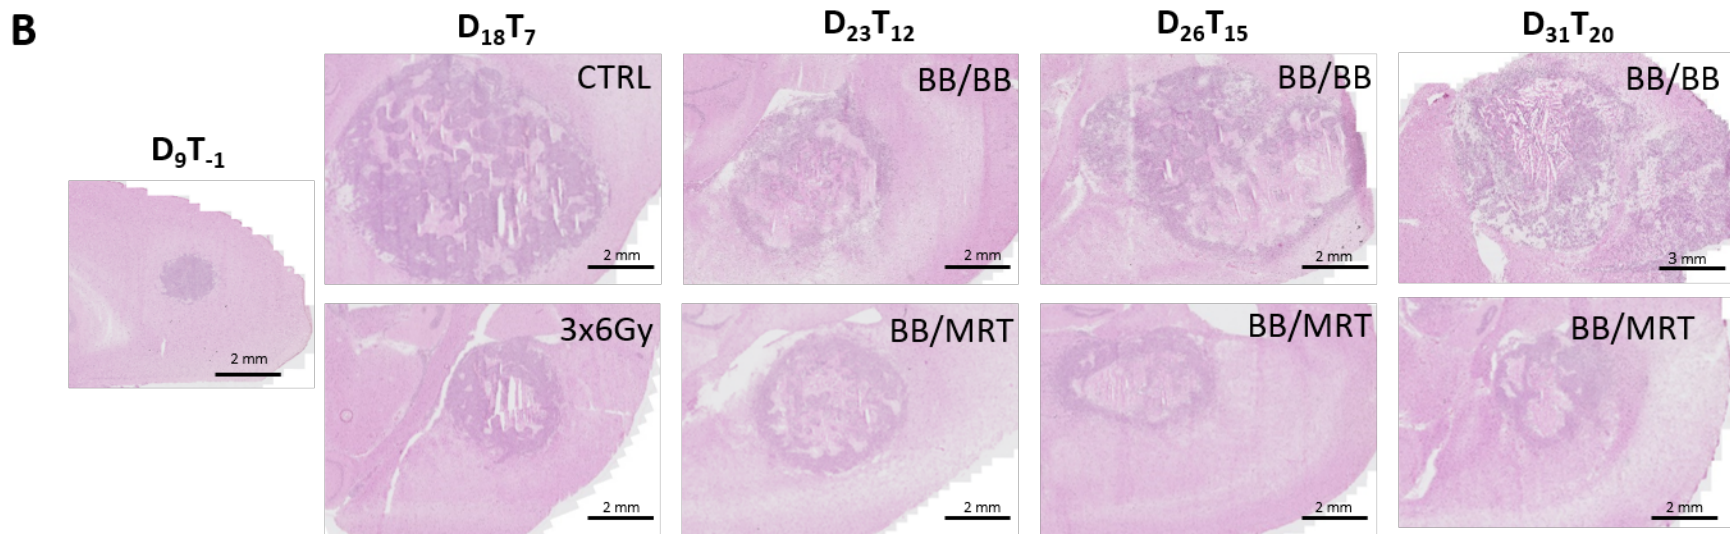 B
D₉T₋₁
2 mm
D₁₈T₇
CTRL
2 mm
3x6Gy
2 mm
D₂₃T₁₂
BB/BB
2 mm
BB/MRT
2 mm
D₂₆T₁₅
BB/BB
2 mm
BB/MRT
2 mm
D₃₁T₂₀
BB/BB
3 mm
BB/MRT
2 mm